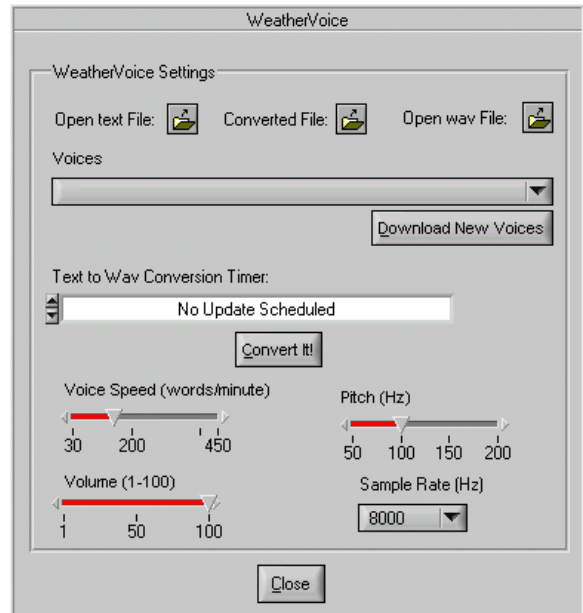 WeatherVoice
WeatherVoice Settings
Open text File: Converted File: Open wav File:
Voices
Download New Voices
Text to Wav Conversion Timer:
No Update Scheduled
Convert It!
Voice Speed (words/minute) Pitch (Hz)
30 200 450 50 100 150 200
Volume (1-100) Sample Rate (Hz)
1 50 100 8000
Close